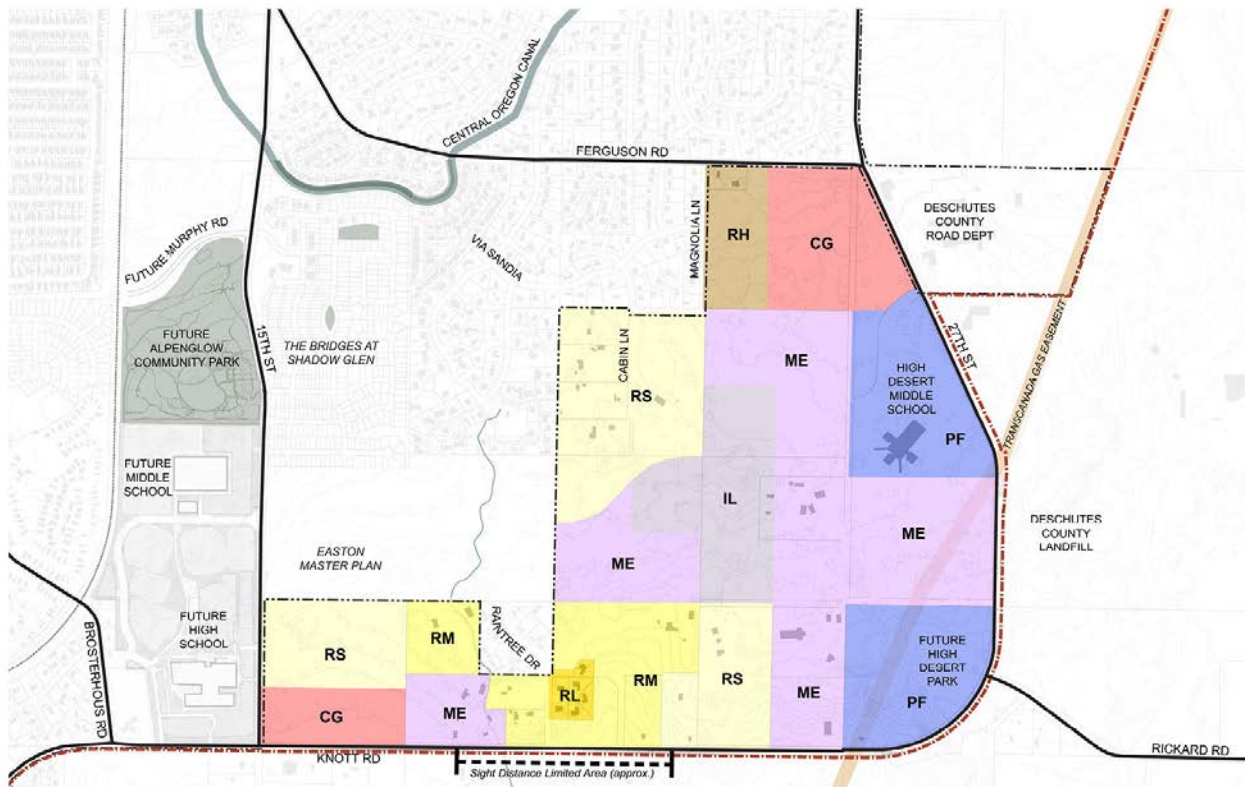 CENTRAL OREGON CANAL
FERGUSON RD
DESCHUTES
COUNTY
ROAD DEPT
MAGNOLIA LN
RH
CG
FUTURE MURPHY RD
VIA SANDIA
27TH ST
TRANSCANADA GAS EASEMENT
15TH ST
FUTURE
ALPENGLOW
COMMUNITY PARK
THE BRIDGES AT
SHADOW GLEN
CABIN LN
RS
ME
HIGH
DESERT
MIDDLE
SCHOOL
PF
FUTURE
MIDDLE
SCHOOL
IL
ME
DESCHUTES
COUNTY
LANDFILL
EASTON
MASTER PLAN
ME
BROSTERHOUS RD
FUTURE
HIGH
SCHOOL
RS
RM
RAINTREE DR
RL
RM
RS
ME
FUTURE HIGH
DESERT
PARK
PF
CG
ME
KNOTT RD
RICKARD RD
Sight Distance Limited Area (approx.)